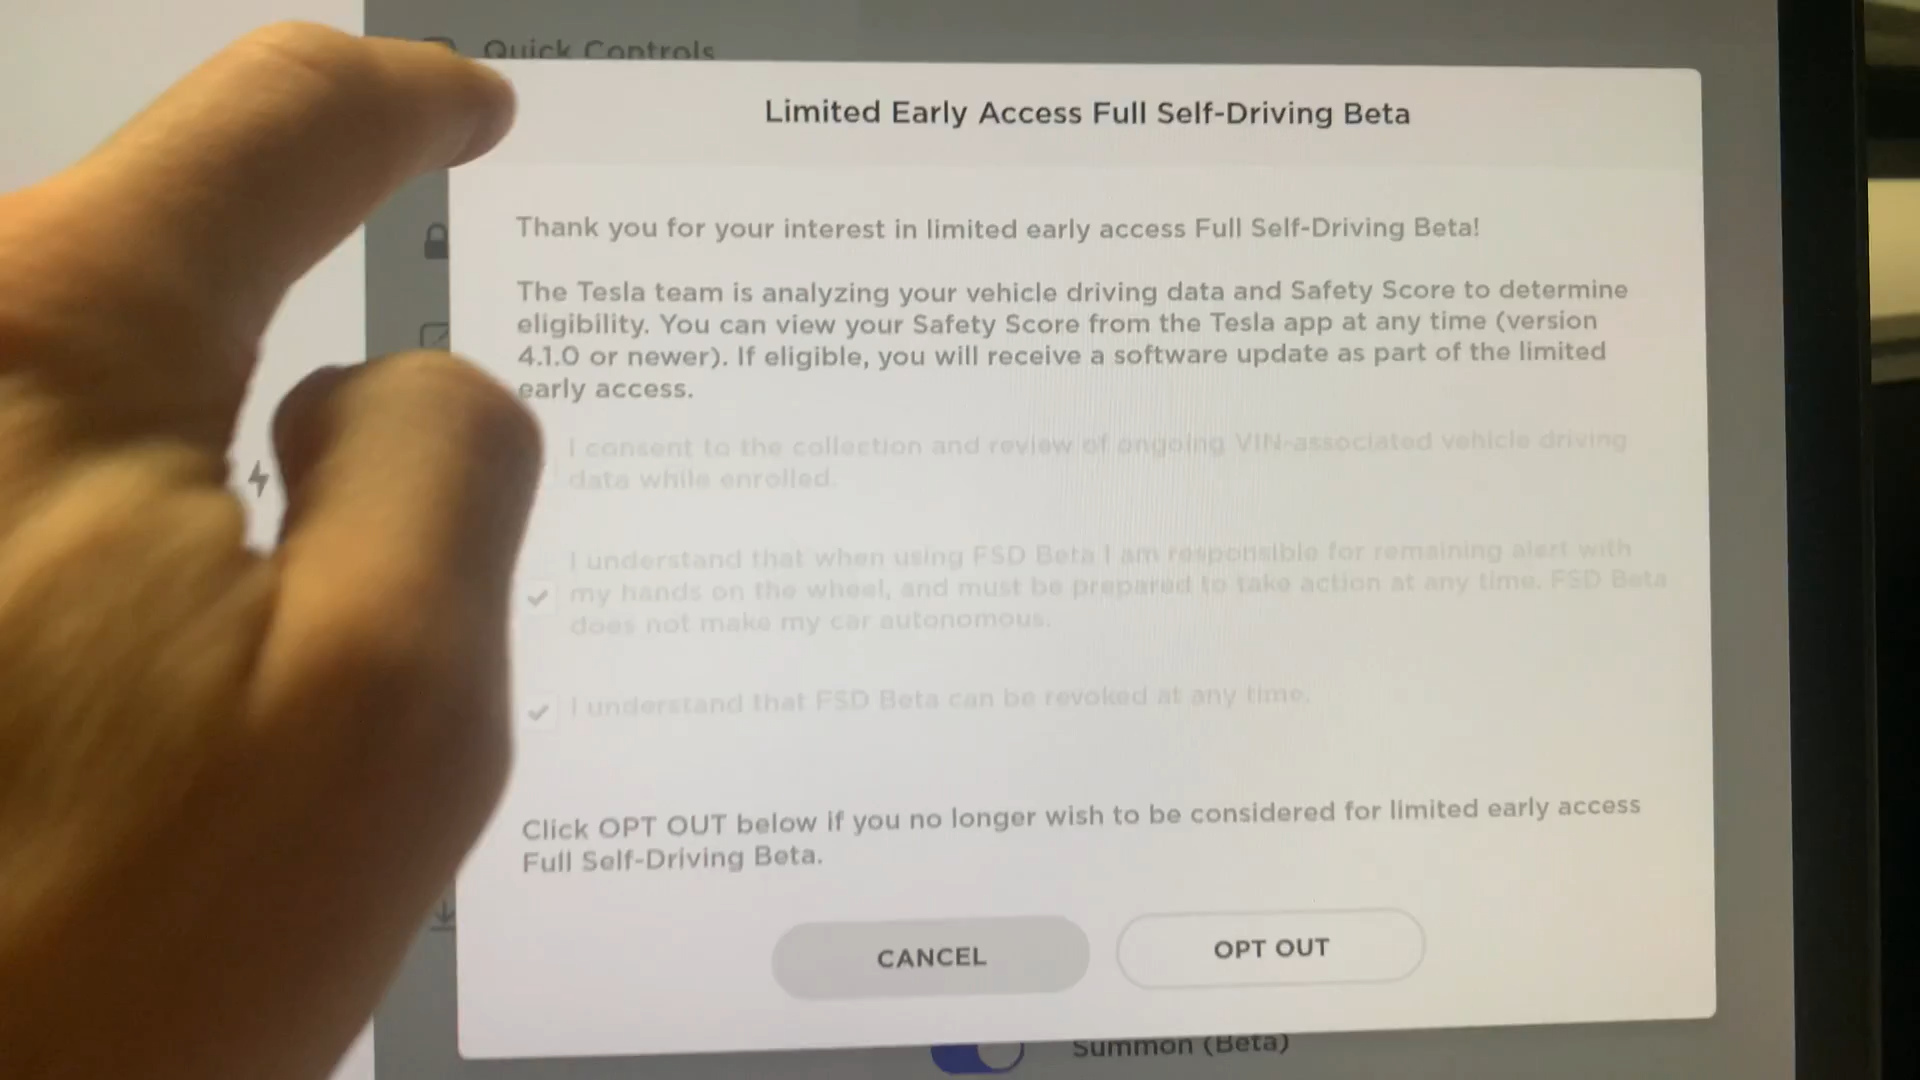 Quick Controls
Limited Early Access Full Self-Driving Beta
Thank you for your interest in limited early access Full Self-Driving Beta!
The Tesla team is analyzing your vehicle driving data and Safety Score to determine
eligibility. You can view your Safety Score from the Tesla app at any time (version
4.1.0 or newer). If eligible, you will receive a software update as part of the limited
early access.
I consent to the collection and review of ongoing VIN-associated vehicle driving
data while enrolled.
I understand that when using FSD Beta I am responsible for remaining alert with
my hands on the wheel, and must be prepared to take action at any time. FSD Beta
does not make my car autonomous.
I understand that FSD Beta can be revoked at any time.
Click OPT OUT below if you no longer wish to be considered for limited early access
Full Self-Driving Beta.
CANCEL
OPT OUT
Summon (Beta)